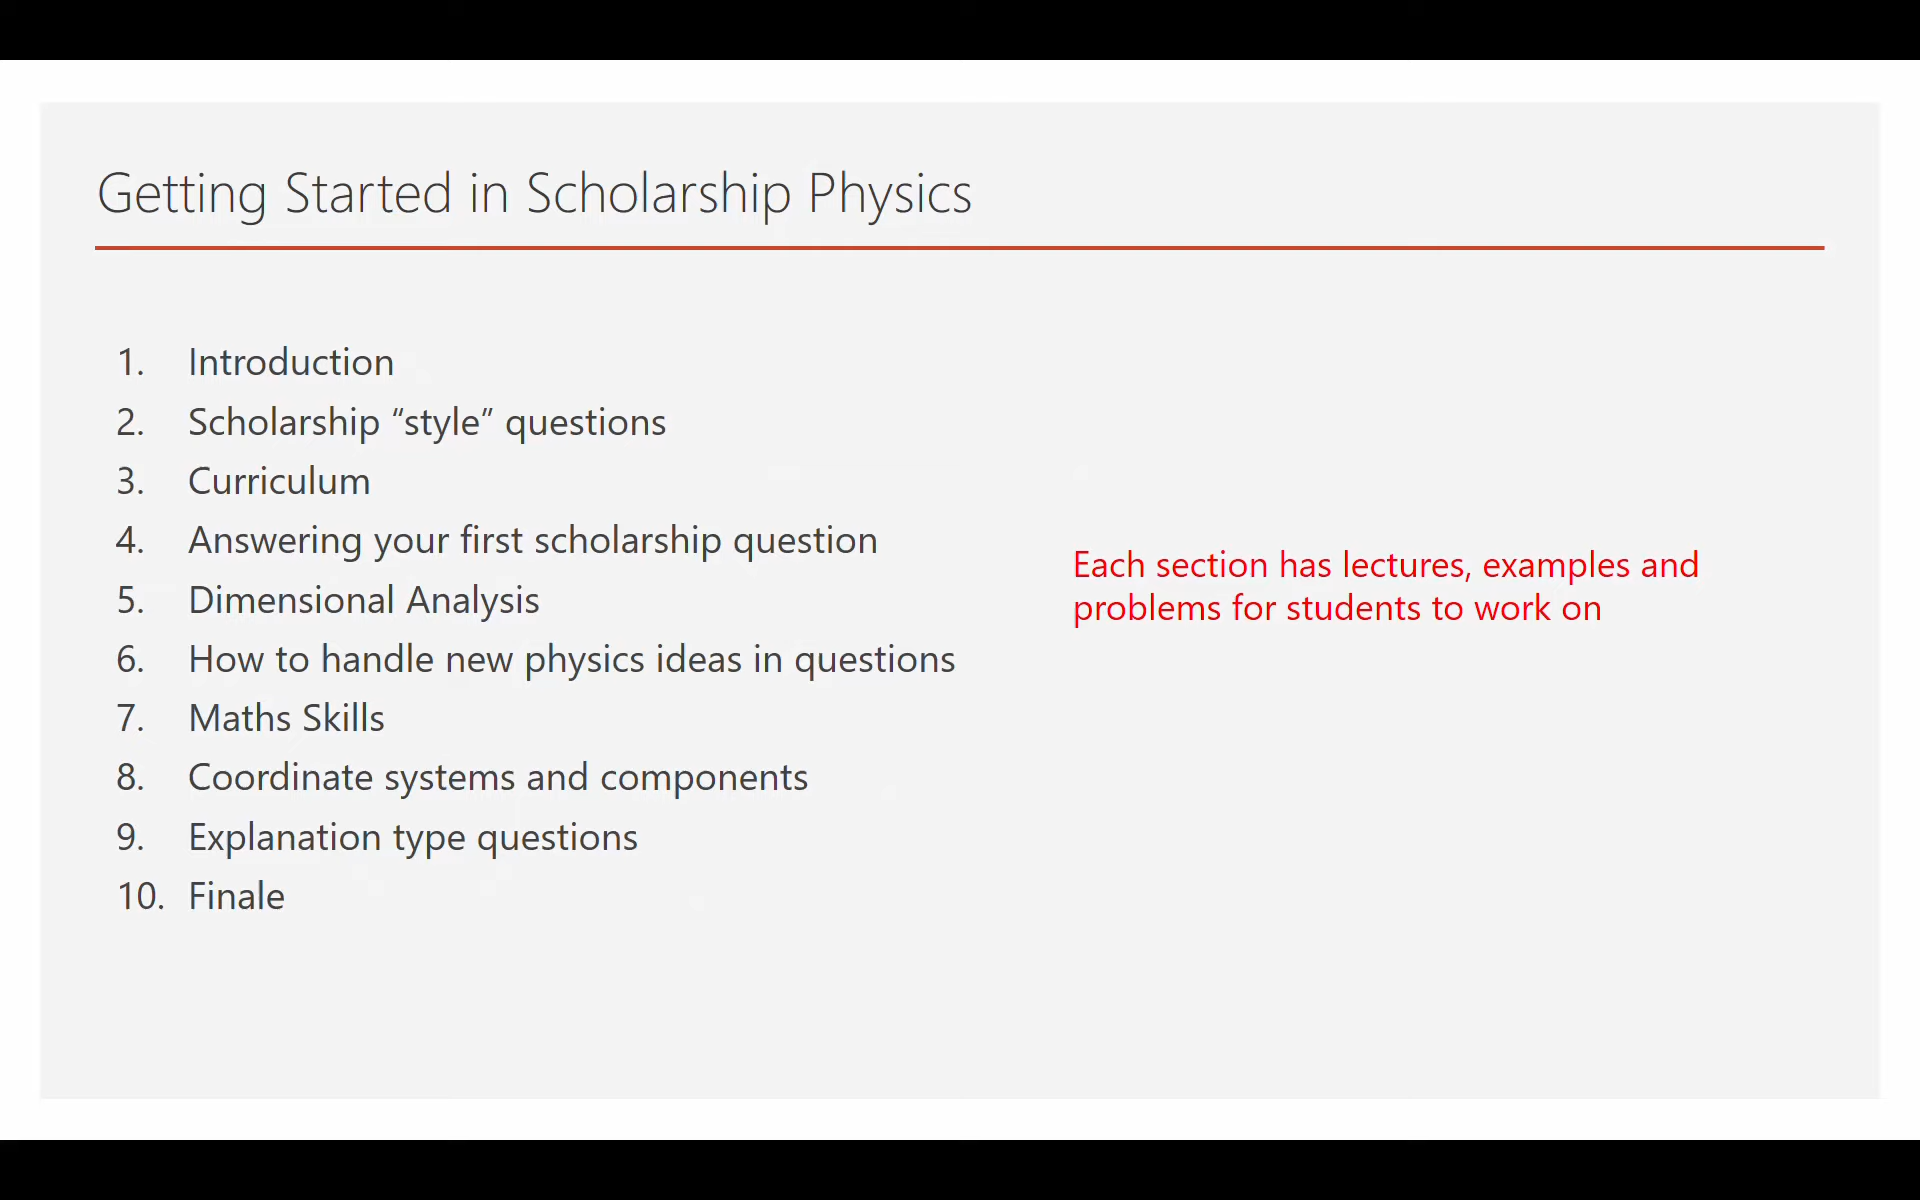 Getting Started in Scholarship Physics
1. Introduction
2. Scholarship “style” questions
3. Curriculum
4. Answering your first scholarship question
5. Dimensional Analysis
6. How to handle new physics ideas in questions
7. Maths Skills
8. Coordinate systems and components
9. Explanation type questions
10. Finale
Each section has lectures, examples and
problems for students to work on